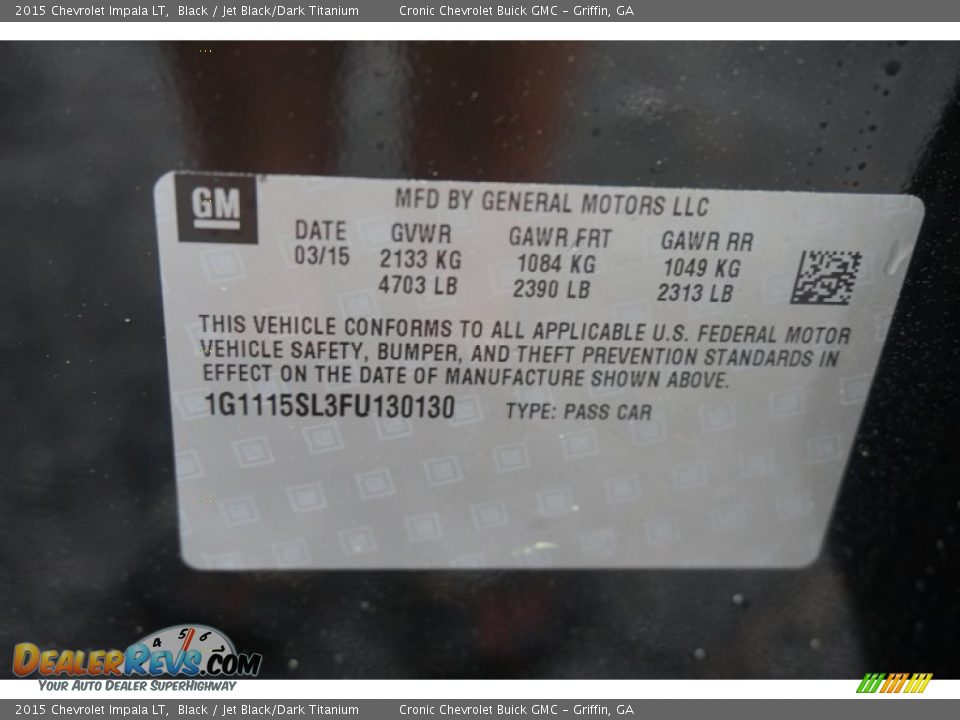 2015 Chevrolet Impala LT, Black / Jet Black/Dark Titanium Cronic Chevrolet Buick GMC – Griffin, GA
GM
MFD BY GENERAL MOTORS LLC
DATE GVWR GAWR FRT GAWR RR
03/15 2133 KG 1084 KG 1049 KG
4703 LB 2390 LB 2313 LB
THIS VEHICLE CONFORMS TO ALL APPLICABLE U.S. FEDERAL MOTOR
VEHICLE SAFETY, BUMPER, AND THEFT PREVENTION STANDARDS IN
EFFECT ON THE DATE OF MANUFACTURE SHOWN ABOVE.
1G1115SL3FU130130 TYPE: PASS CAR
4 5 6 7
DEALERREVS.COM
YOUR AUTO DEALER SUPERHIGHWAY
2015 Chevrolet Impala LT, Black / Jet Black/Dark Titanium Cronic Chevrolet Buick GMC – Griffin, GA